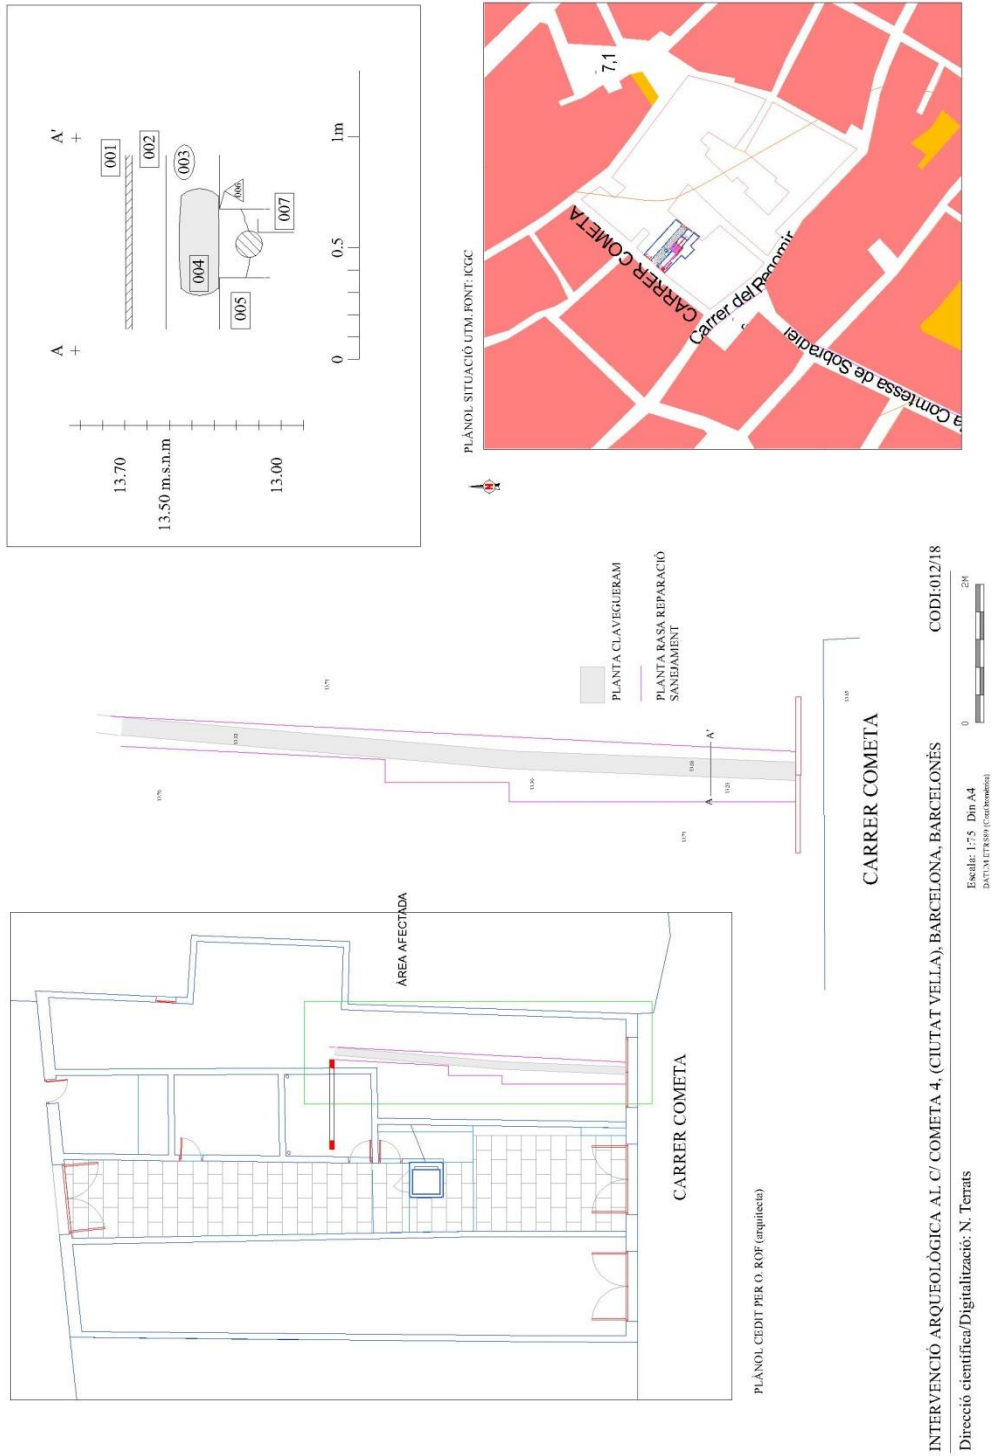 A
A'
001
002
003
004
005
006
007
13.70
13.50 m.s.n.m
13.00
0
0.5
1m
PLÀNOL SITUACIÓ UTM. FONT: ICGC
7,1
CARRER COMETA
Carrer del Regomir
la Comtessa de Sobradiel
N
PLANTA CLAVEGUERAM
PLANTA RASA REPARACIÓ
SANEJAMENT
A
A'
CARRER COMETA
ÀREA AFECTADA
CARRER COMETA
PLÀNOL CEDIT PER O. ROF (arquitecta)
INTERVENCIÓ ARQUEOLÒGICA AL C/ COMETA 4, (CIUTAT VELLA), BARCELONA, BARCELONÈS
CODI:012/18
Direcció científica/Digitalització: N. Terrats
Escala: 1:75 Din A4
0
2M